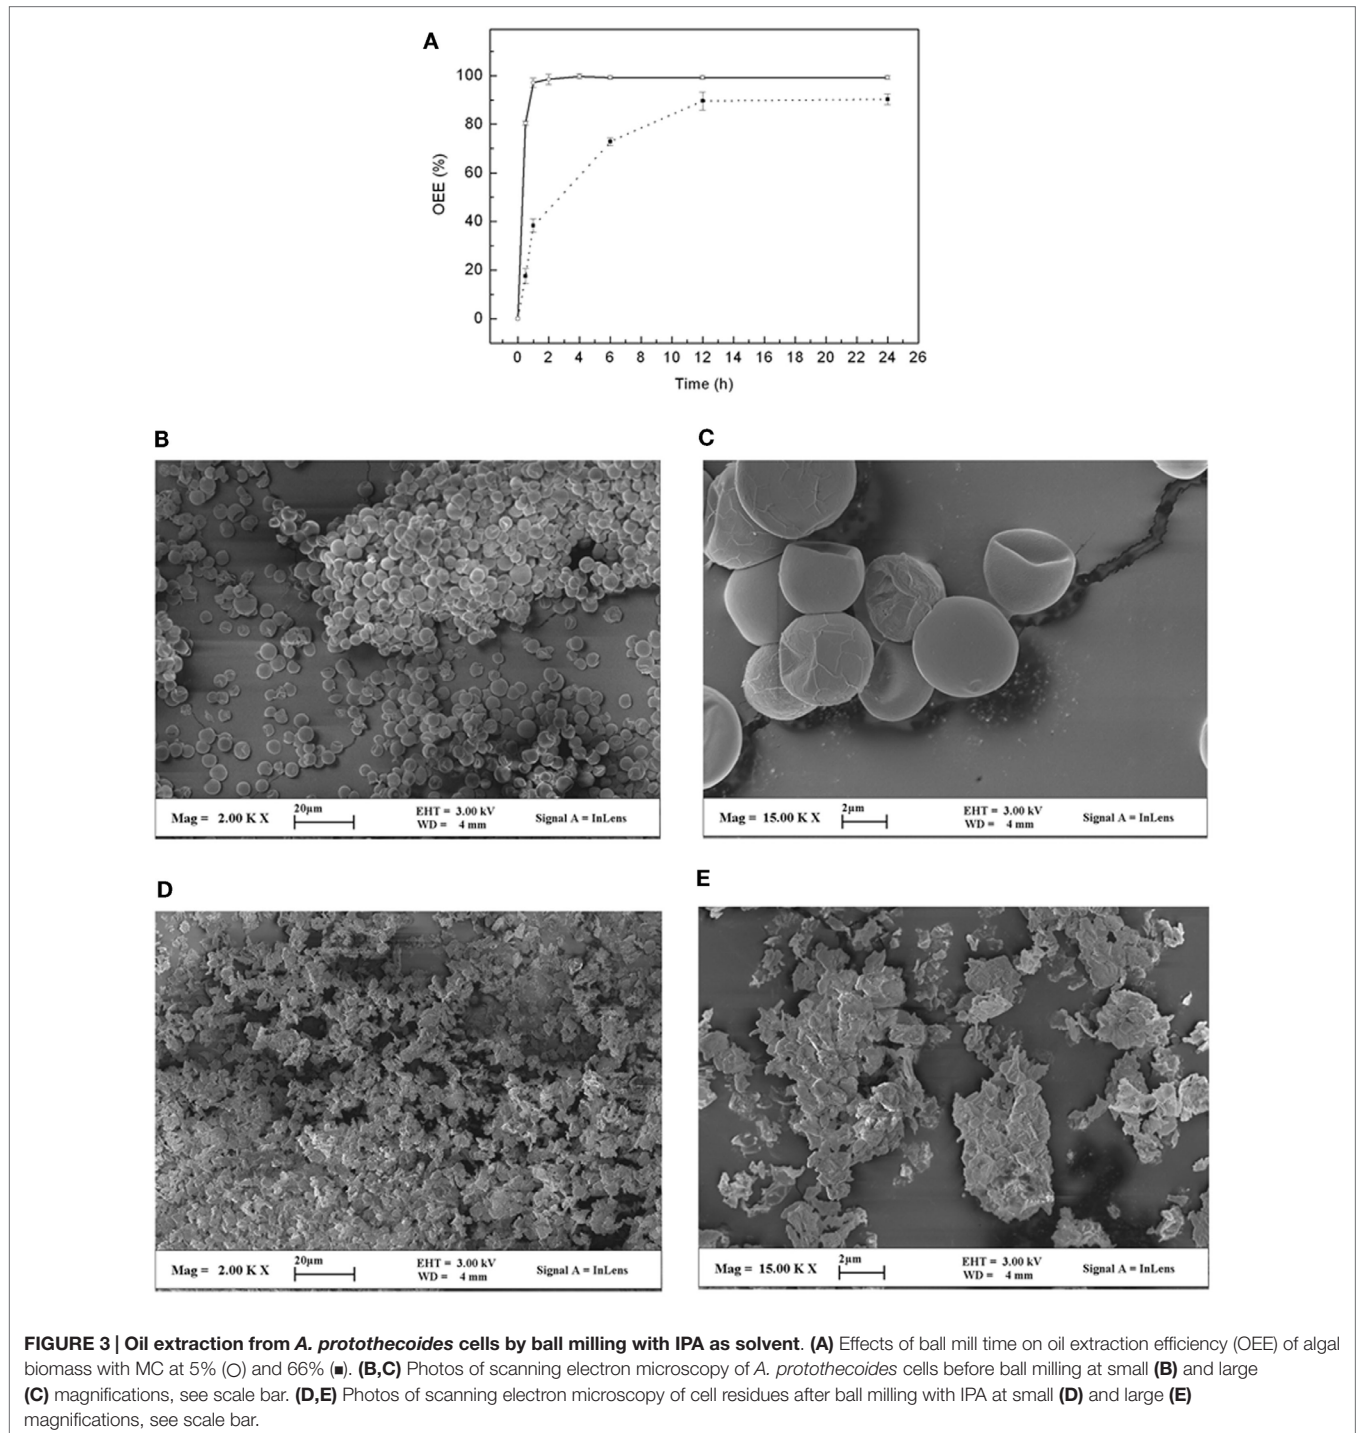 A
100
80
60
40
20
0
OEE (%)
0 2 4 6 8 10 12 14 16 18 20 22 24 26
Time (h)
B
C
Mag = 2.00 K X 20µm EHT = 3.00 kV Signal A = InLens
WD = 4 mm
Mag = 15.00 K X 2µm EHT = 3.00 kV Signal A = InLens
WD = 4 mm
D
E
Mag = 2.00 K X 20µm EHT = 3.00 kV Signal A = InLens
WD = 4 mm
Mag = 15.00 K X 2µm EHT = 3.00 kV Signal A = InLens
WD = 4 mm
FIGURE 3 | Oil extraction from A. protothecoides cells by ball milling with IPA as solvent. (A) Effects of ball mill time on oil extraction efficiency (OEE) of algal
biomass with MC at 5% (○) and 66% (■). (B,C) Photos of scanning electron microscopy of A. protothecoides cells before ball milling at small (B) and large
(C) magnifications, see scale bar. (D,E) Photos of scanning electron microscopy of cell residues after ball milling with IPA at small (D) and large (E)
magnifications, see scale bar.